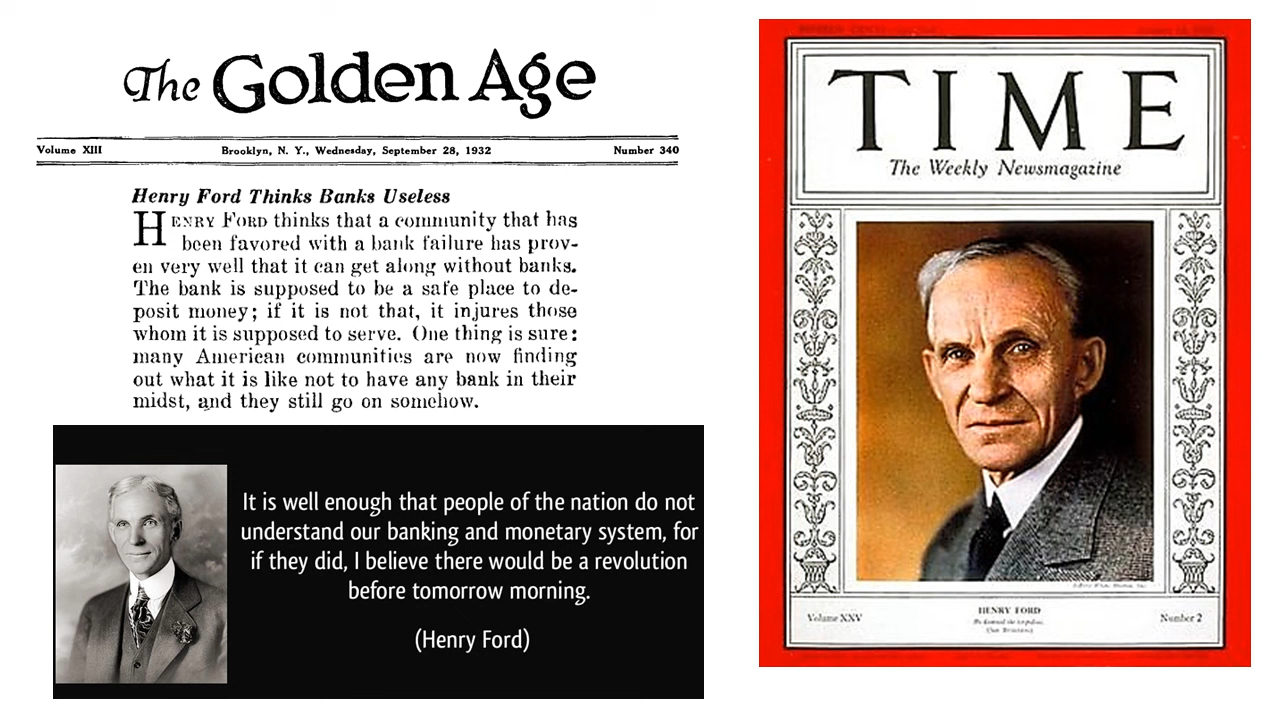 The Golden Age
Volume XIII Brooklyn, N. Y., Wednesday, September 28, 1932 Number 340
Henry Ford Thinks Banks Useless
HENRY FORD thinks that a community that has
been favored with a bank failure has prov-
en very well that it can get along without banks.
The bank is supposed to be a safe place to de-
posit money; if it is not that, it injures those
whom it is supposed to serve. One thing is sure:
many American communities are now finding
out what it is like not to have any bank in their
midst, and they still go on somehow.
It is well enough that people of the nation do not
understand our banking and monetary system, for
if they did, I believe there would be a revolution
before tomorrow morning.
(Henry Ford)
TIME
The Weekly Newsmagazine
Volume XXV
HENRY FORD
Number 2